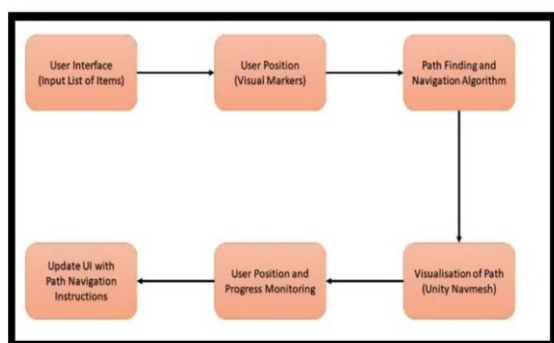 User Interface
(Input List of Items)
User Position
(Visual Markers)
Path Finding and
Navigation Algorithm
Visualisation of Path
(Unity Navmesh)
User Position and
Progress Monitoring
Update UI with
Path Navigation
Instructions